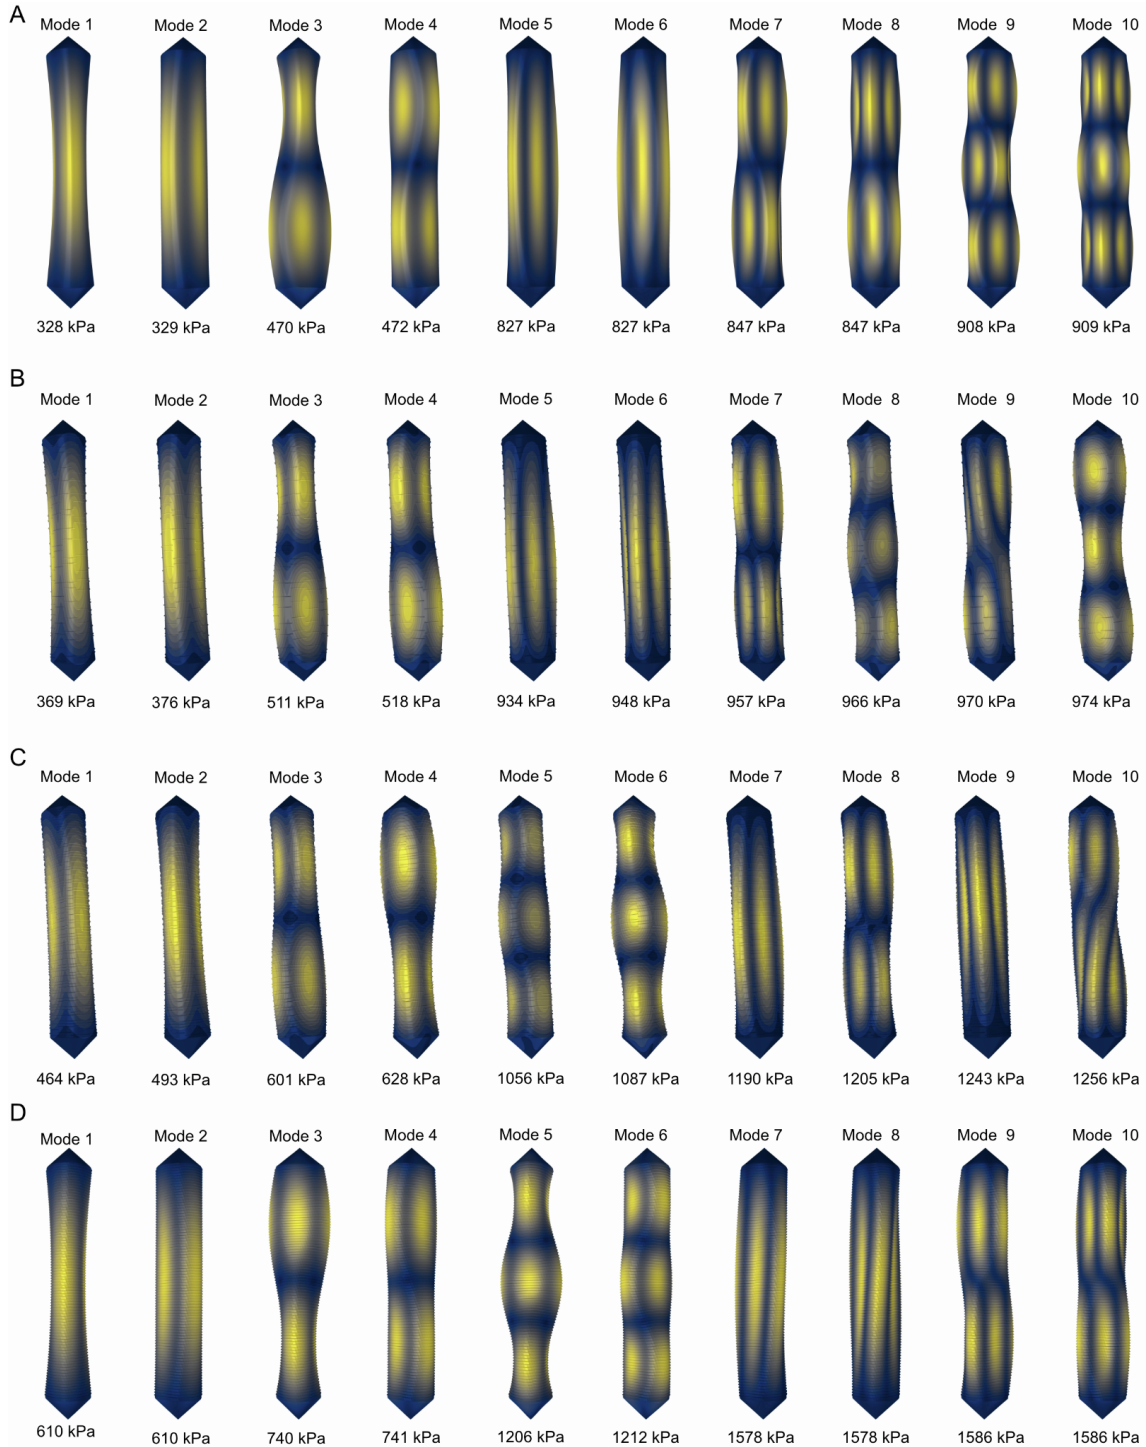 A
Mode 1 Mode 2 Mode 3 Mode 4 Mode 5 Mode 6 Mode 7 Mode 8 Mode 9 Mode 10
328 kPa 329 kPa 470 kPa 472 kPa 827 kPa 827 kPa 847 kPa 847 kPa 908 kPa 909 kPa
B
Mode 1 Mode 2 Mode 3 Mode 4 Mode 5 Mode 6 Mode 7 Mode 8 Mode 9 Mode 10
369 kPa 376 kPa 511 kPa 518 kPa 934 kPa 948 kPa 957 kPa 966 kPa 970 kPa 974 kPa
C
Mode 1 Mode 2 Mode 3 Mode 4 Mode 5 Mode 6 Mode 7 Mode 8 Mode 9 Mode 10
464 kPa 493 kPa 601 kPa 628 kPa 1056 kPa 1087 kPa 1190 kPa 1205 kPa 1243 kPa 1256 kPa
D
Mode 1 Mode 2 Mode 3 Mode 4 Mode 5 Mode 6 Mode 7 Mode 8 Mode 9 Mode 10
610 kPa 610 kPa 740 kPa 741 kPa 1206 kPa 1212 kPa 1578 kPa 1578 kPa 1586 kPa 1586 kPa